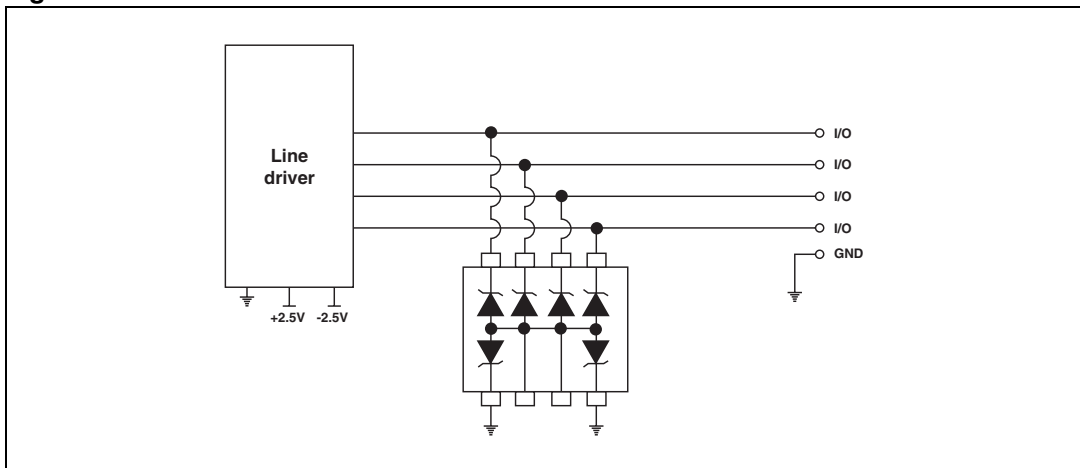 Line
driver
I/O
I/O
I/O
I/O
GND
+2.5V -2.5V